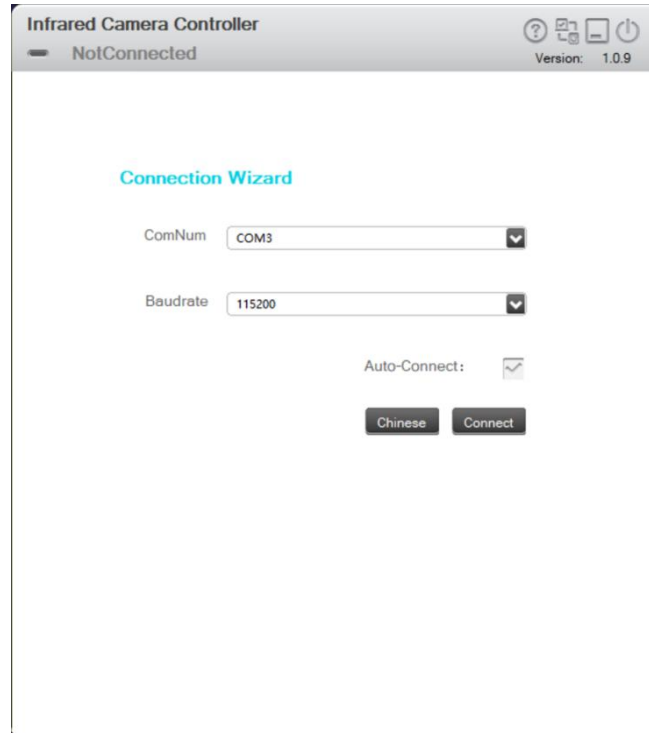 Infrared Camera Controller
NotConnected
Version: 1.0.9
Connection Wizard
ComNum COM3
Baudrate 115200
Auto-Connect:
Chinese Connect